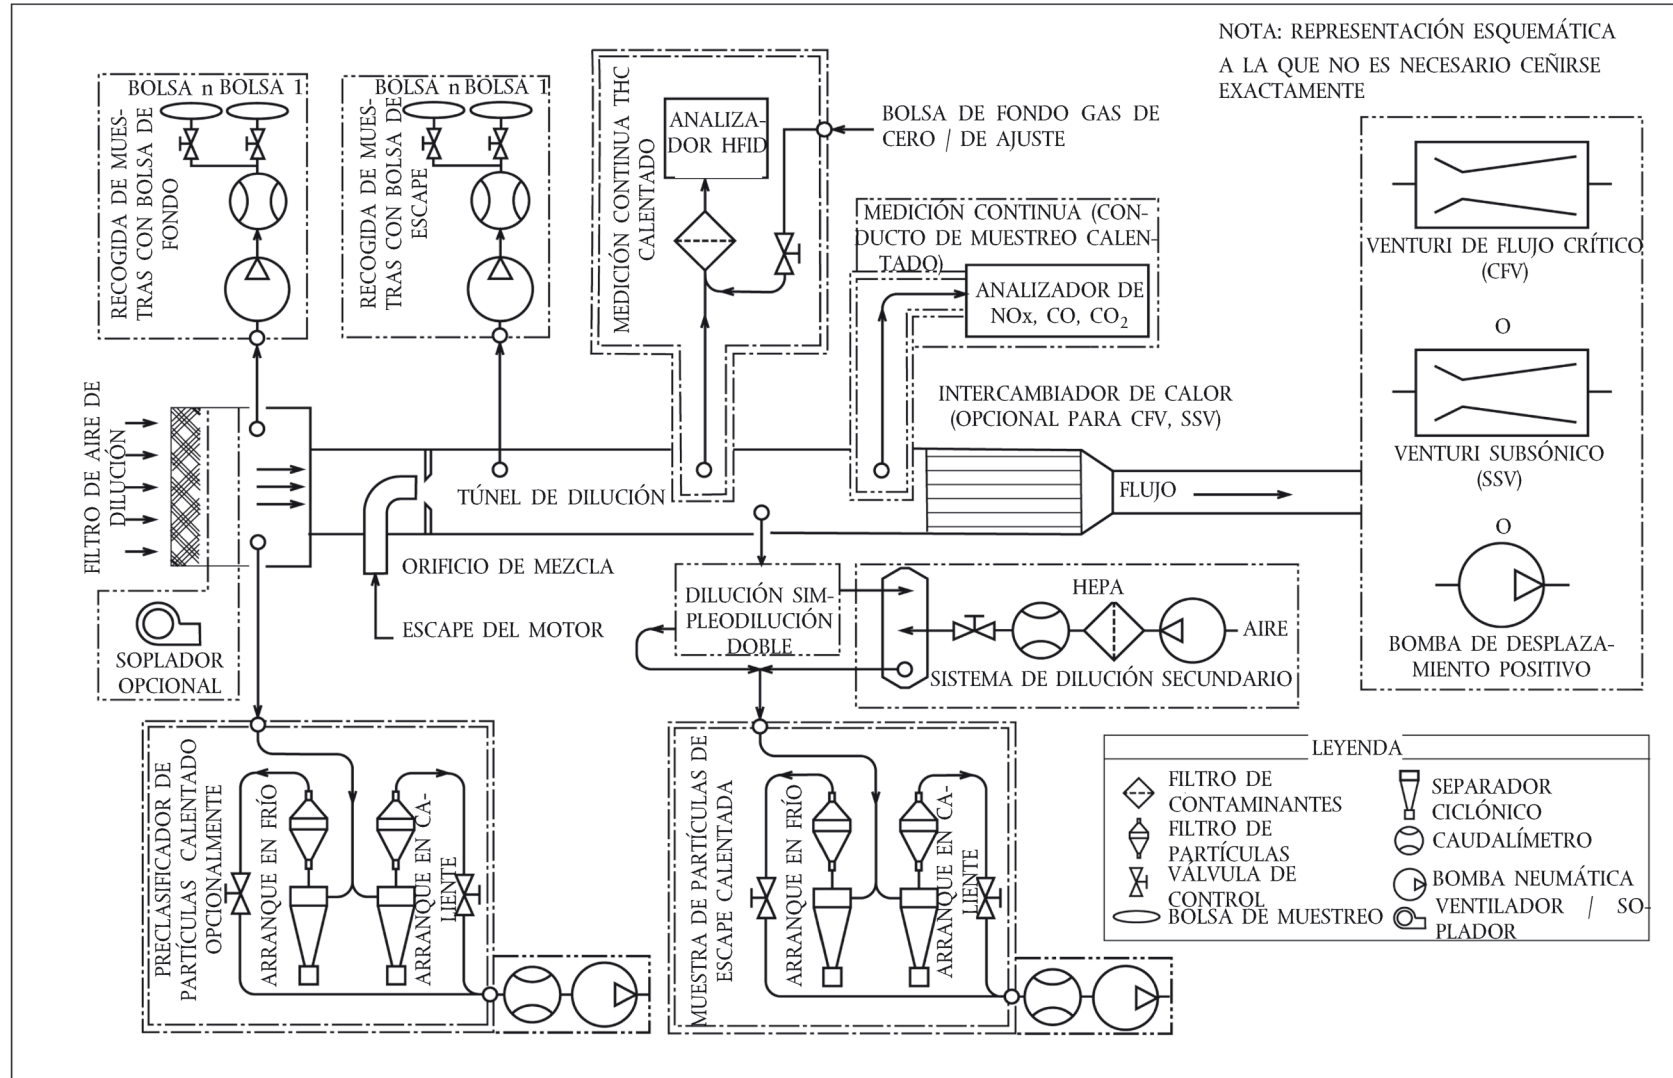 NOTA: REPRESENTACIÓN ESQUEMÁTICA
A LA QUE NO ES NECESARIO CEÑIRSE
EXACTAMENTE
BOLSA n BOLSA 1
RECOGIDA DE MUES-
TRAS CON BOLSA DE
FONDO
BOLSA n BOLSA 1
RECOGIDA DE MUES-
TRAS CON BOLSA DE
ESCAPE
MEDICIÓN CONTINUA THC
CALENTADO
ANALIZA-
DOR HFID
BOLSA DE FONDO GAS DE
CERO / DE AJUSTE
MEDICIÓN CONTINUA (CON-
DUCTO DE MUESTREO CALEN-
TADO)
ANALIZADOR DE
NOx, CO, CO₂
VENTURI DE FLUJO CRÍTICO
(CFV)
O
VENTURI SUBSÓNICO
(SSV)
O
BOMBA DE DESPLAZA-
MIENTO POSITIVO
FILTRO DE AIRE DE
DILUCIÓN
INTERCAMBIADOR DE CALOR
(OPCIONAL PARA CFV, SSV)
TÚNEL DE DILUCIÓN
FLUJO
ORIFICIO DE MEZCLA
ESCAPE DEL MOTOR
SOPLADOR
OPCIONAL
DILUCIÓN SIM-
PLEODILUCIÓN
DOBLE
HEPA
AIRE
SISTEMA DE DILUCIÓN SECUNDARIO
PRECLASIFICADOR DE
PARTÍCULAS CALENTADO
OPCIONALMENTE
ARRANQUE EN FRÍO
ARRANQUE EN CA-
LIENTE
MUESTRA DE PARTÍCULAS DE
ESCAPE CALENTADA
ARRANQUE EN FRÍO
ARRANQUE EN CA-
LIENTE
LEYENDA
FILTRO DE
CONTAMINANTES
FILTRO DE
PARTÍCULAS
VÁLVULA DE
CONTROL
BOLSA DE MUESTREO
SEPARADOR
CICLÓNICO
CAUDALÍMETRO
BOMBA NEUMÁTICA
VENTILADOR / SO-
PLADOR